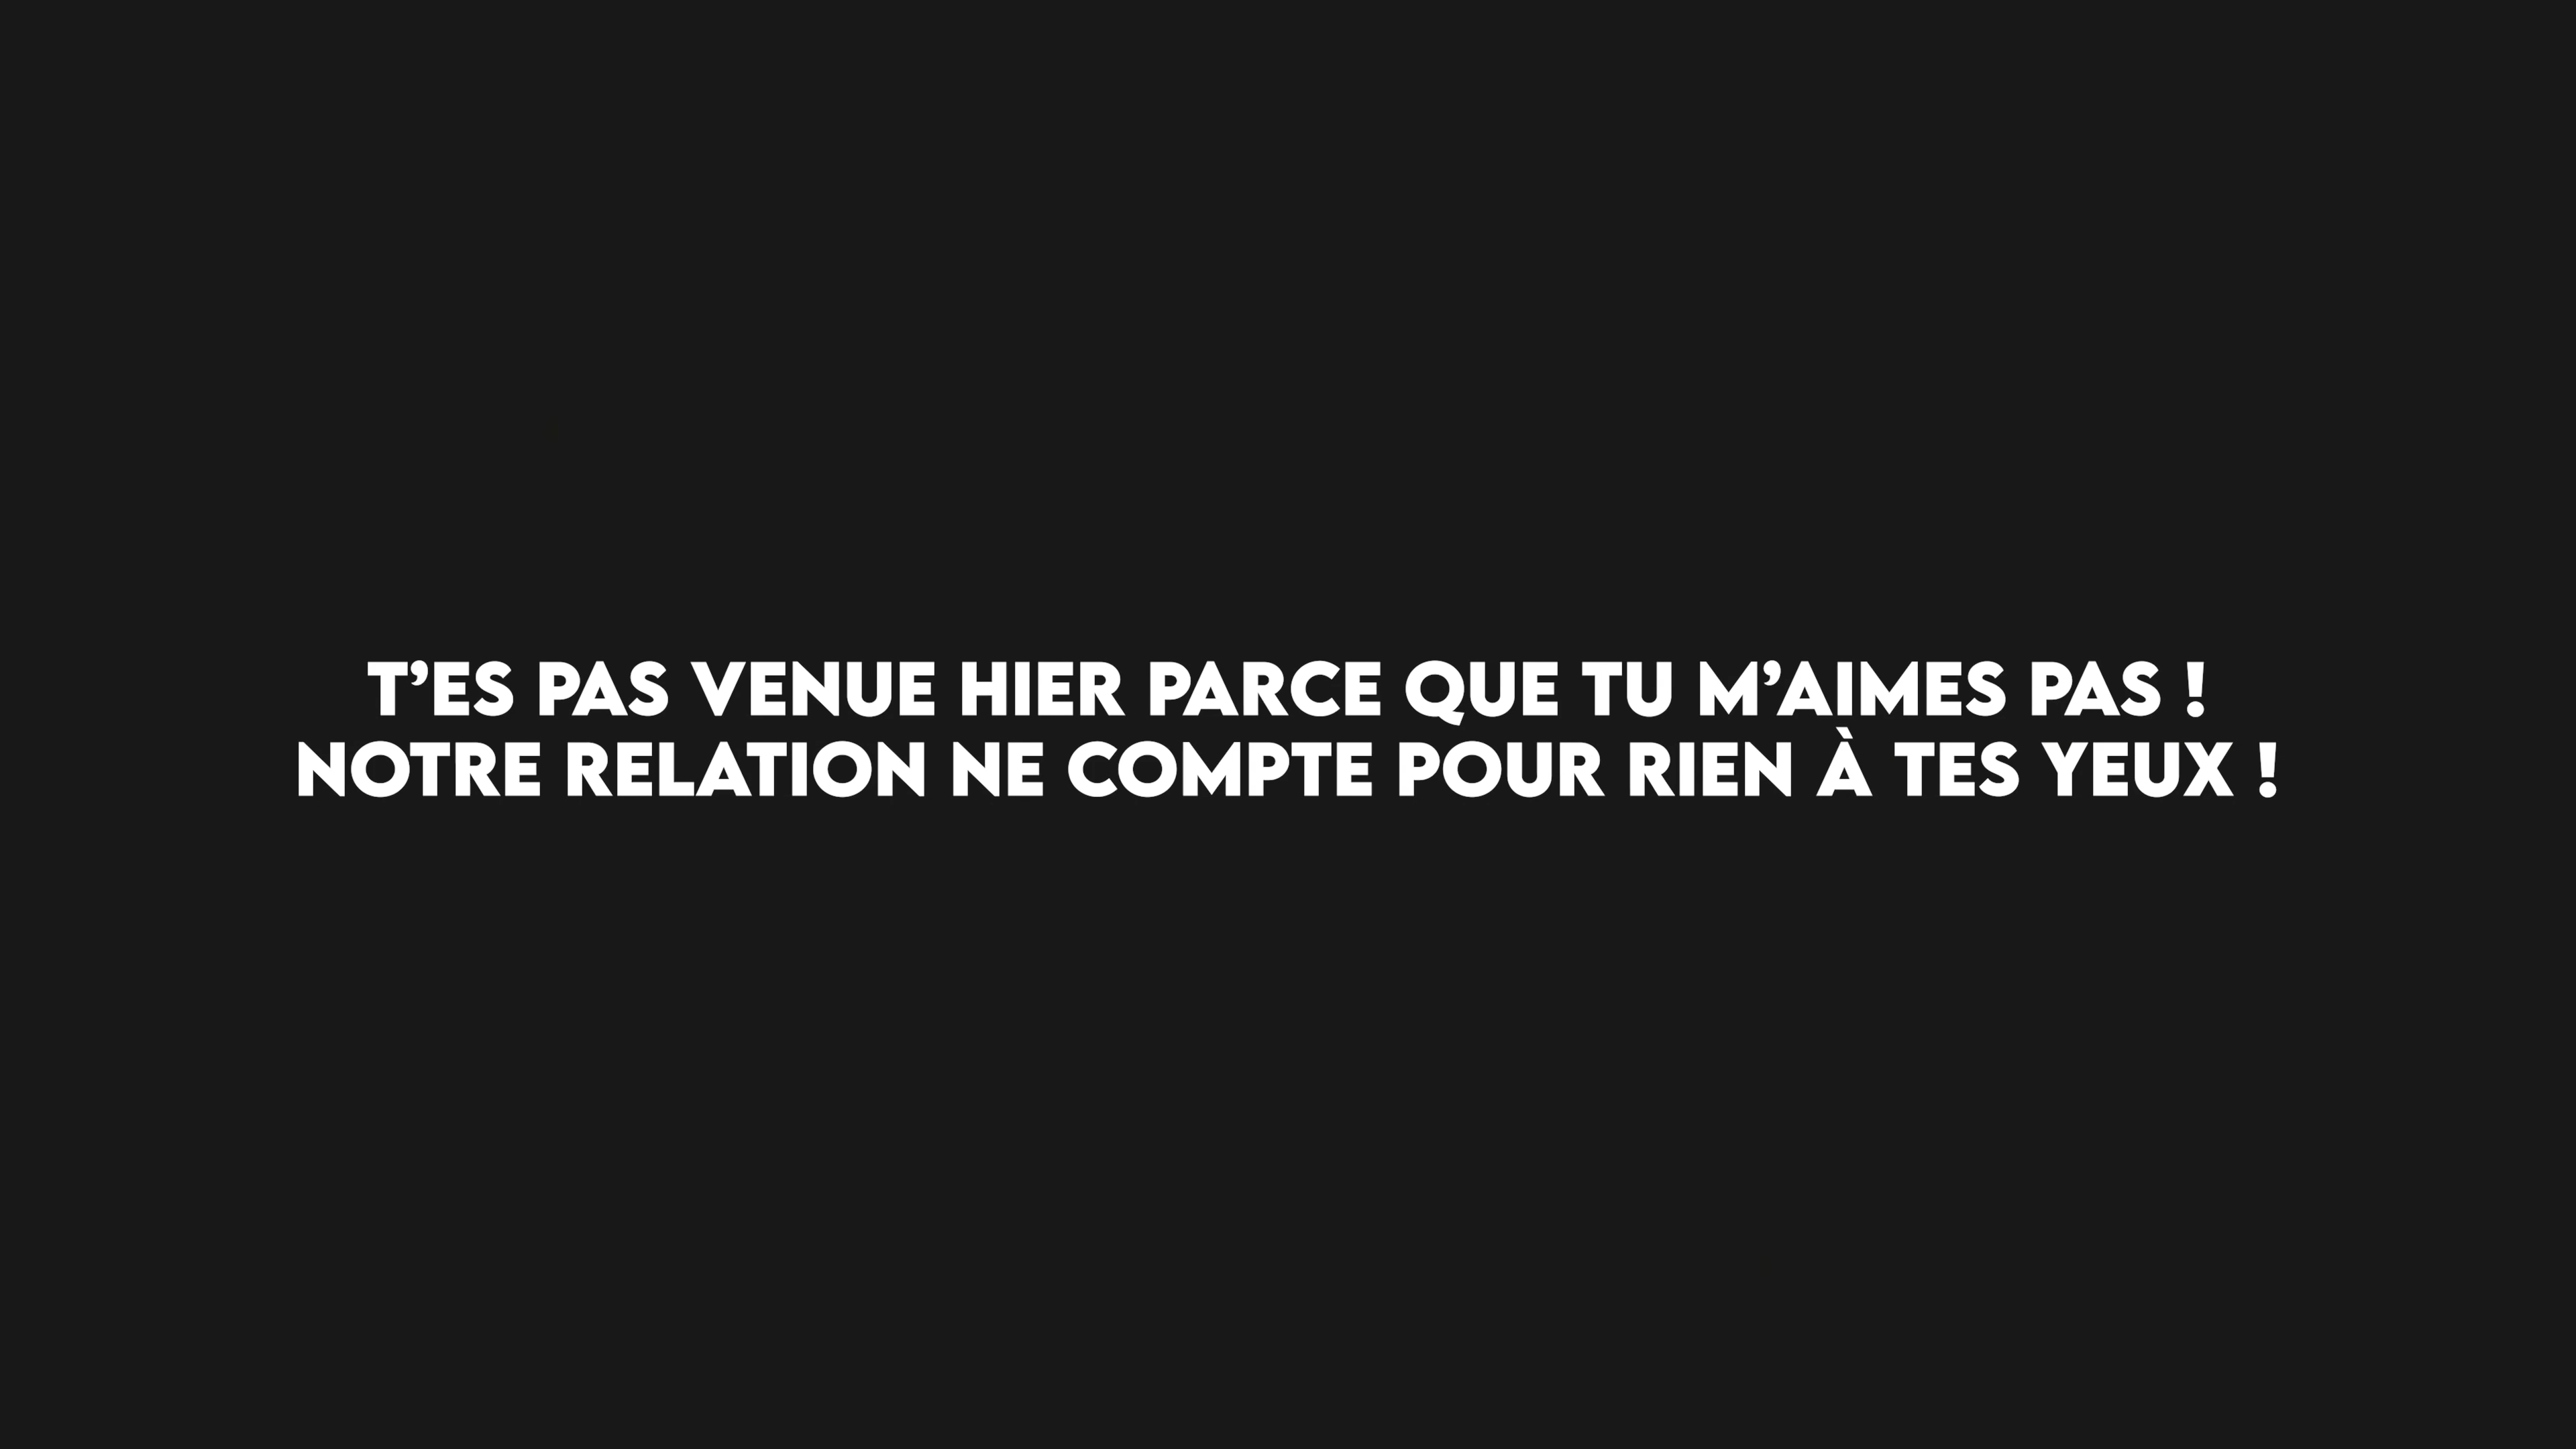 T’ES PAS VENUE HIER PARCE QUE TU M’AIMES PAS !
NOTRE RELATION NE COMPTE POUR RIEN À TES YEUX !